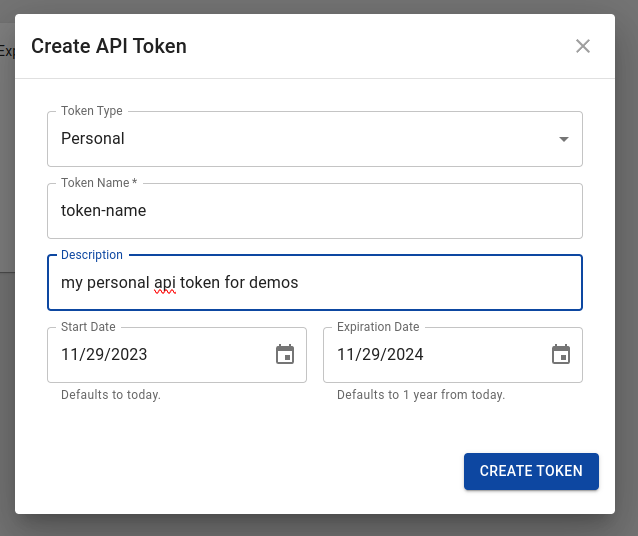 Create API Token
Token Type
Personal
Token Name *
token-name
Description
my personal api token for demos
Start Date
Expiration Date
11/29/2023
11/29/2024
Defaults to today.
Defaults to 1 year from today.
CREATE TOKEN